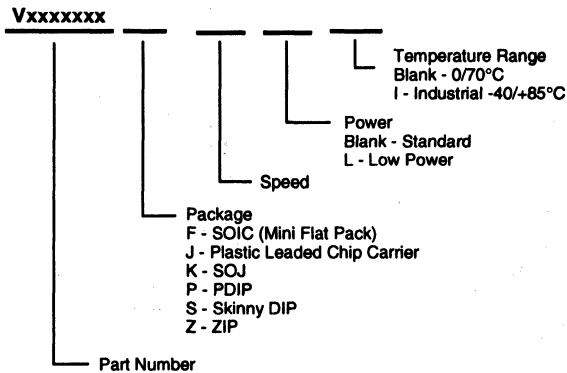 Vxxxxxxx
Temperature Range
Blank - 0/70°C
I - Industrial -40/+85°C
Power
Blank - Standard
L - Low Power
Speed
Package
F - SOIC (Mini Flat Pack)
J - Plastic Leaded Chip Carrier
K - SOJ
P - PDIP
S - Skinny DIP
Z - ZIP
Part Number